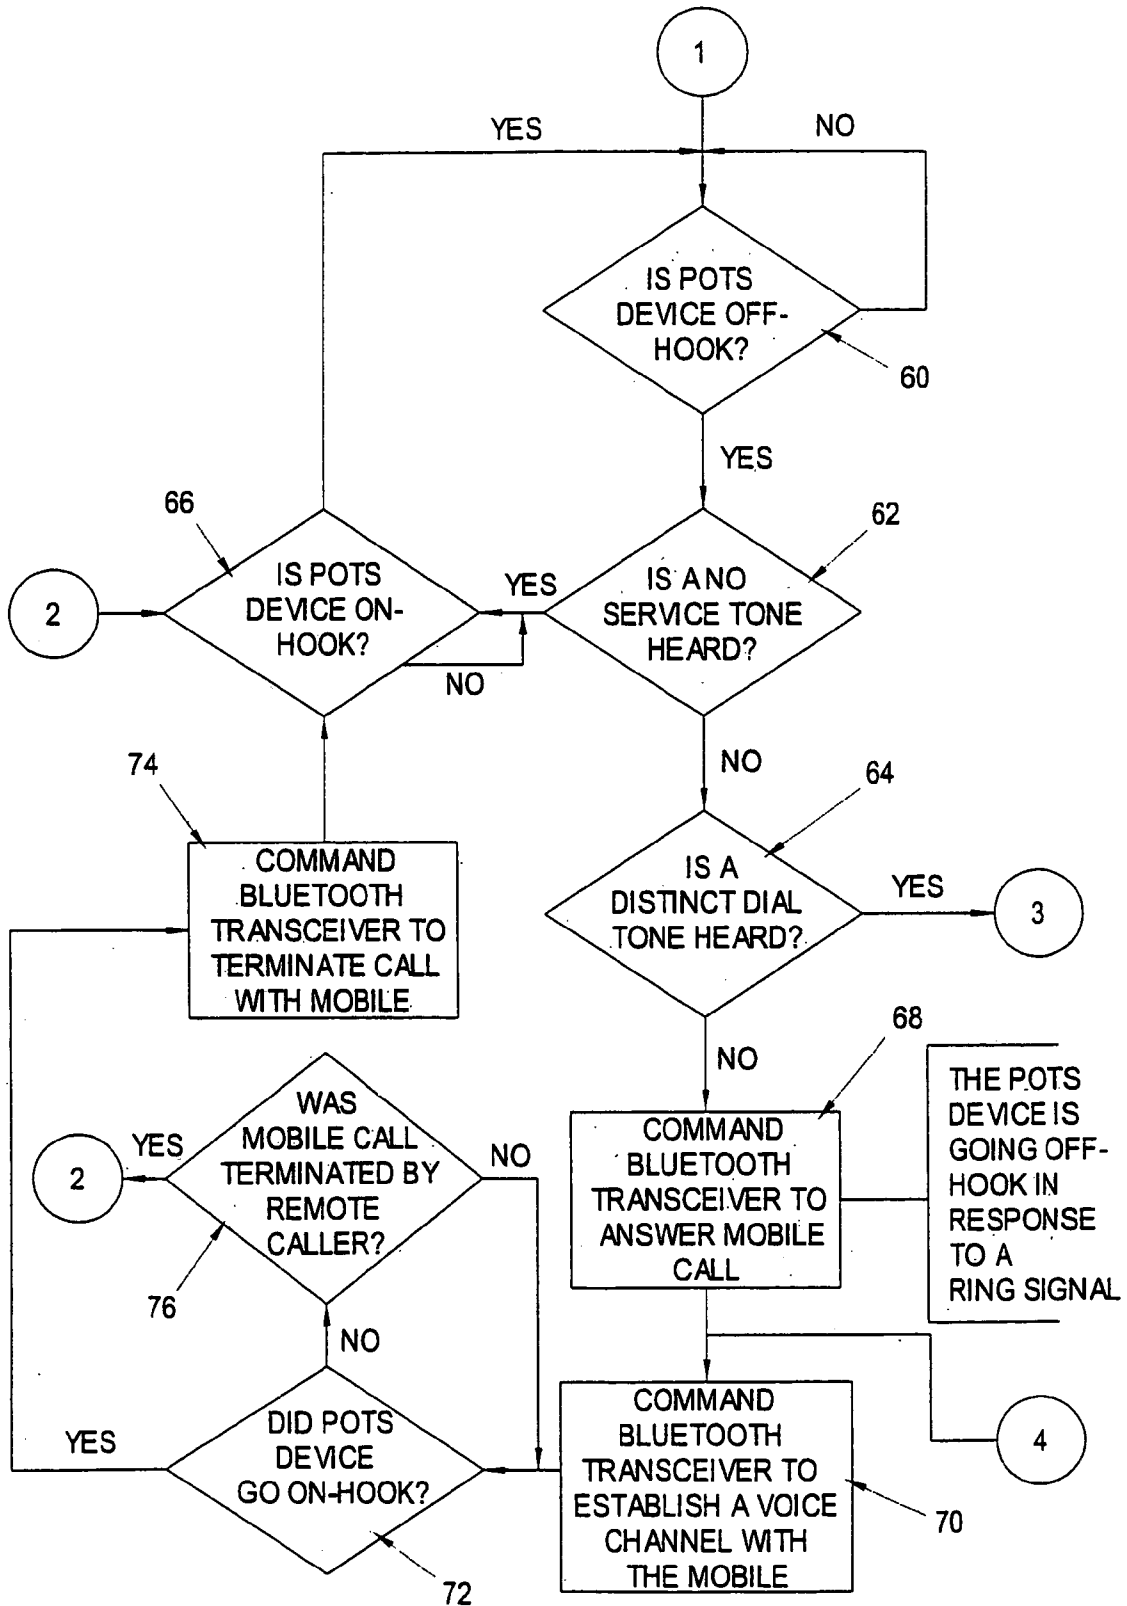 1
YES
NO
IS POTS
DEVICE OFF-
HOOK?
60
YES
66
62
2
IS POTS
DEVICE ON-
HOOK?
YES
NO
IS A NO
SERVICE TONE
HEARD?
NO
74
64
COMMAND
BLUETOOTH
TRANSCEIVER TO
TERMINATE CALL
WITH MOBILE
IS A
DISTINCT DIAL
TONE HEARD?
YES
3
NO
68
WAS
MOBILE CALL
TERMINATED BY
REMOTE
CALLER?
YES
2
NO
76
COMMAND
BLUETOOTH
TRANSCEIVER TO
ANSWER MOBILE
CALL
THE POTS
DEVICE IS
GOING OFF-
HOOK IN
RESPONSE
TO A
RING SIGNAL
NO
YES
DID POTS
DEVICE
GO ON-HOOK?
72
COMMAND
BLUETOOTH
TRANSCEIVER TO
ESTABLISH A VOICE
CHANNEL WITH
THE MOBILE
4
70